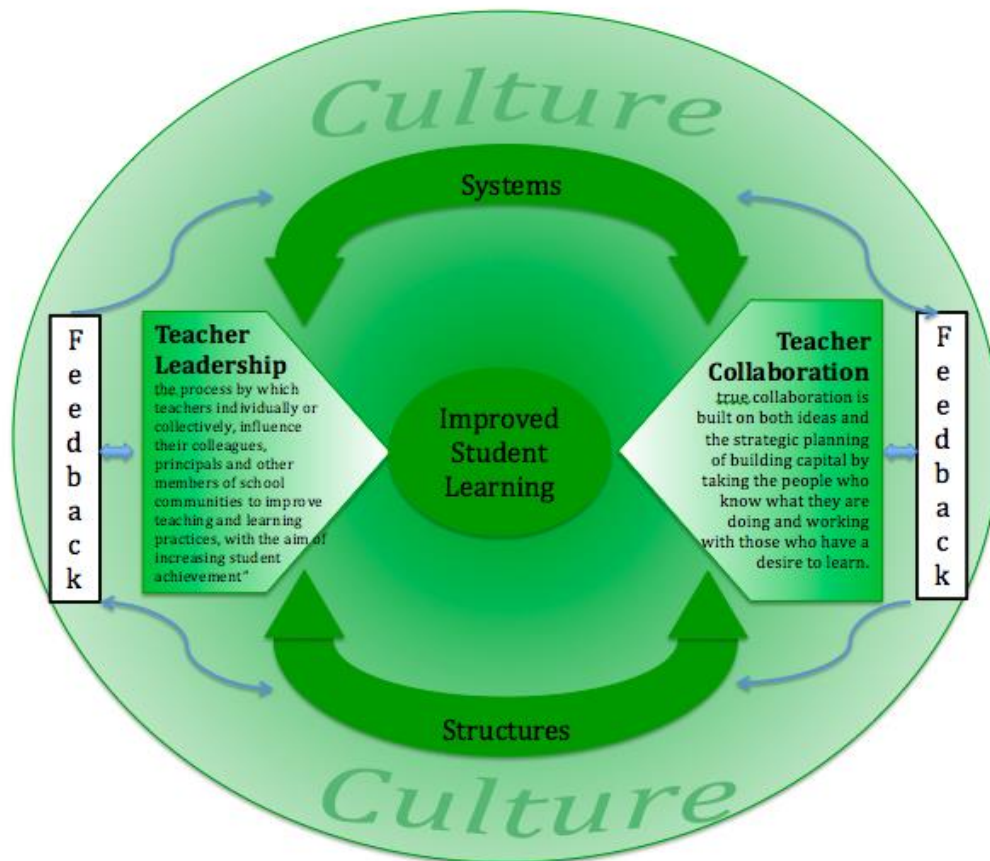 Culture
Systems
Feedback
Teacher
Leadership
the process by which
teachers individually or
collectively, influence
their colleagues,
principals and other
members of school
communities to improve
teaching and learning
practices, with the aim of
increasing student
achievement"
Improved
Student
Learning
Teacher
Collaboration
true collaboration is
built on both ideas and
the strategic planning
of building capital by
taking the people who
know what they are
doing and working
with those who have a
desire to learn.
Feedback
Structures
Culture